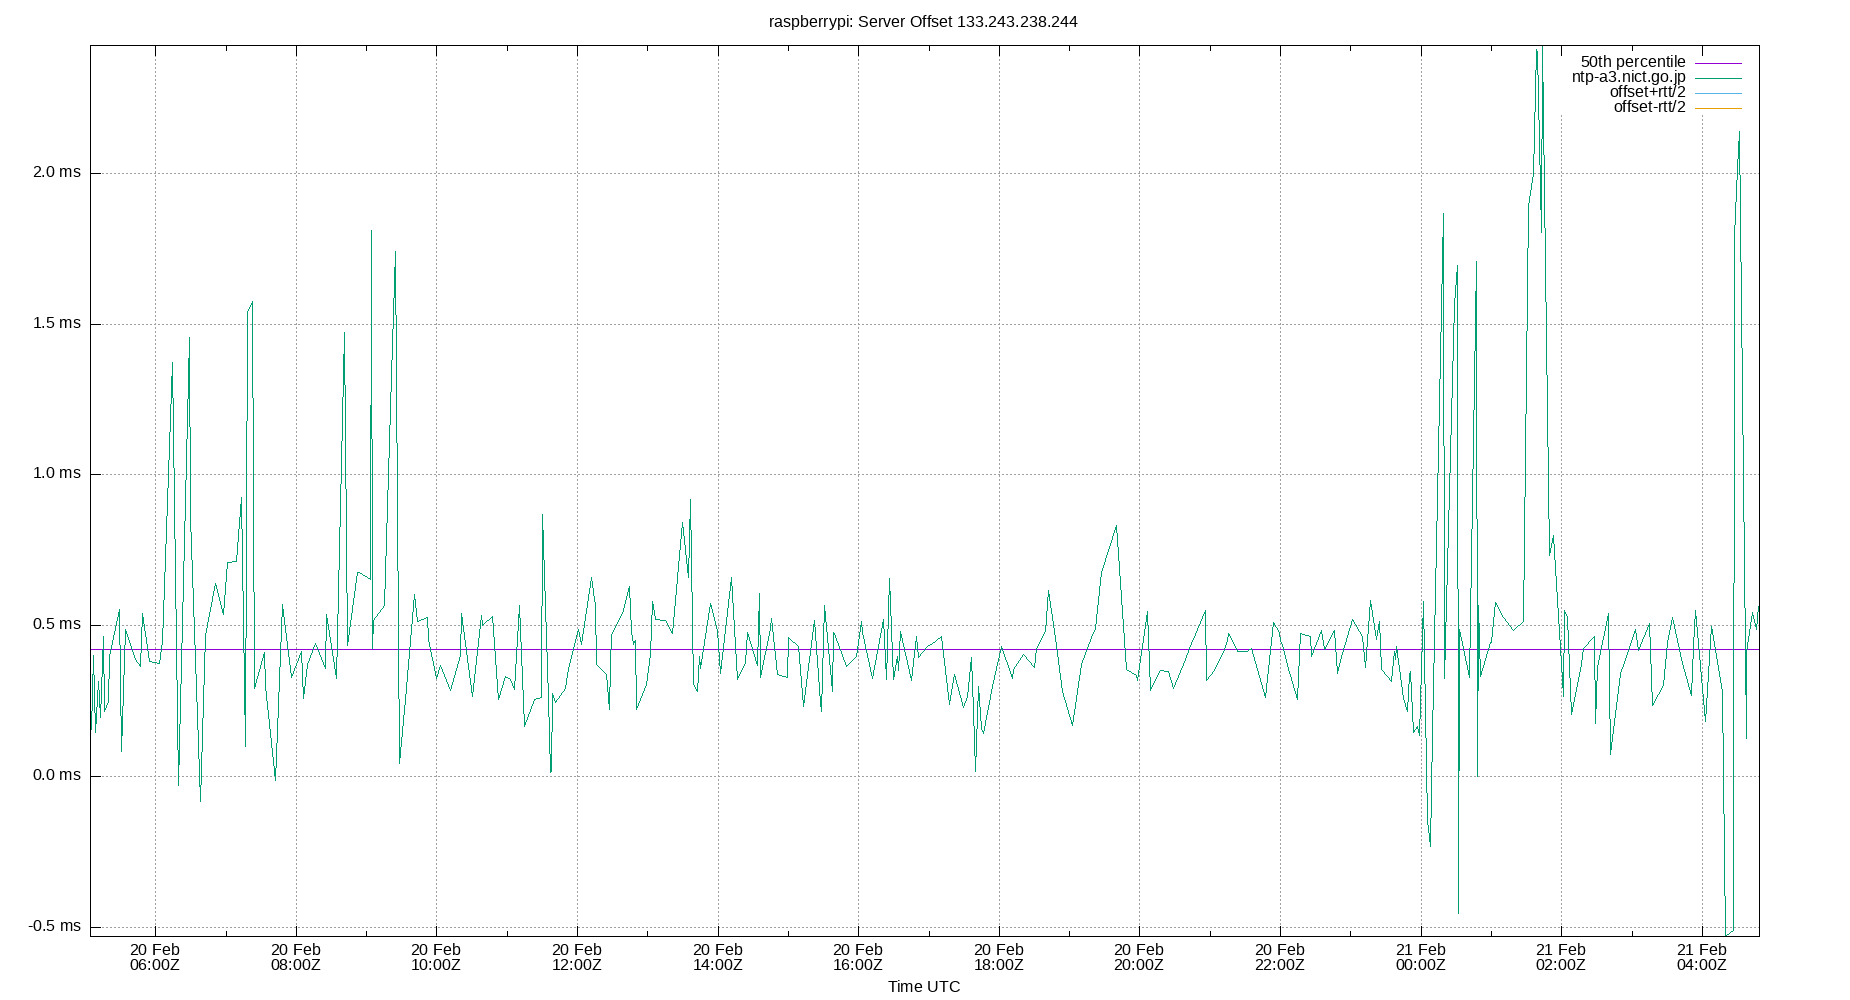 raspberrypi: Server Offset 133.243.238.244
50th percentile
ntp-a3.nict.go.jp
offset+rtt/2
offset-rtt/2
2.0 ms
1.5 ms
1.0 ms
0.5 ms
0.0 ms
-0.5 ms
20 Feb 20 Feb 20 Feb 20 Feb 20 Feb 20 Feb 20 Feb 20 Feb 20 Feb 21 Feb 21 Feb 21 Feb
06:00Z 08:00Z 10:00Z 12:00Z 14:00Z 16:00Z 18:00Z 20:00Z 22:00Z 00:00Z 02:00Z 04:00Z
Time UTC